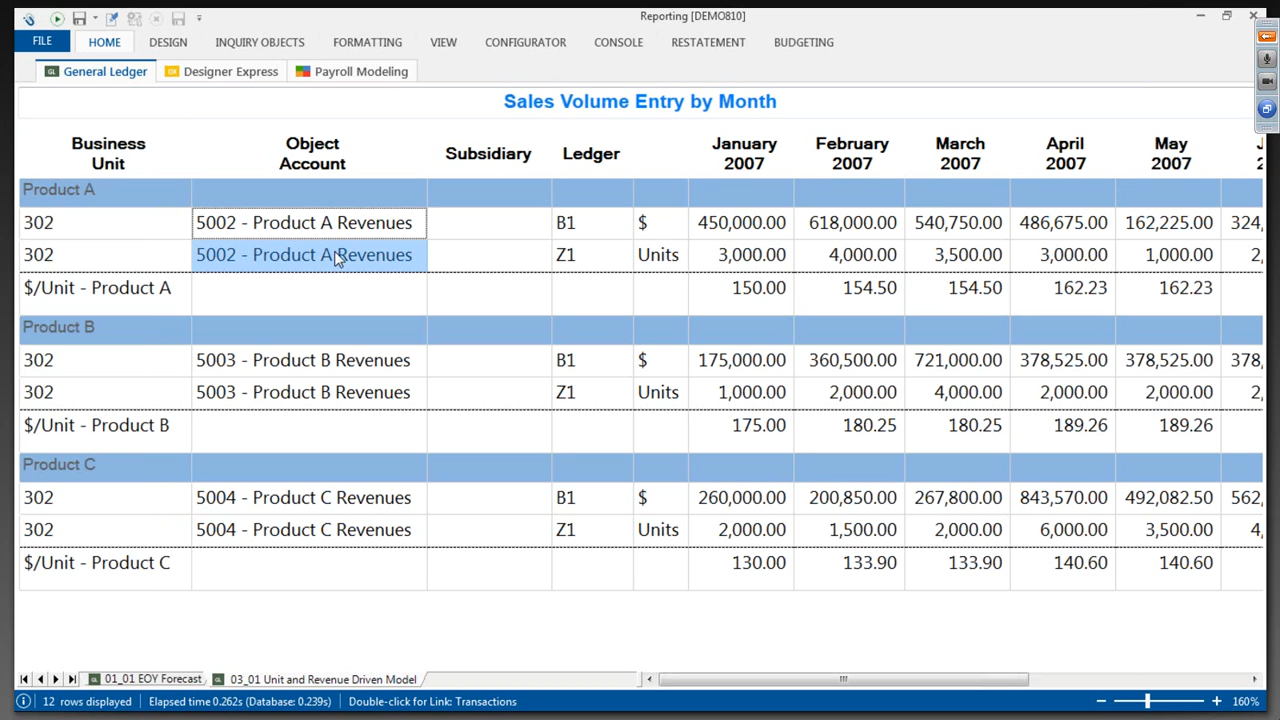 Reporting [DEMO810]
FILE HOME DESIGN INQUIRY OBJECTS FORMATTING VIEW CONFIGURATOR CONSOLE RESTATEMENT BUDGETING
GL General Ledger DX Designer Express Payroll Modeling
Sales Volume Entry by Month
Business Unit Object Account Subsidiary Ledger January 2007 February 2007 March 2007 April 2007 May 2007
Product A
302 5002 - Product A Revenues B1 $ 450,000.00 618,000.00 540,750.00 486,675.00 162,225.00 324,
302 5002 - Product A Revenues Z1 Units 3,000.00 4,000.00 3,500.00 3,000.00 1,000.00 2,
$/Unit - Product A 150.00 154.50 154.50 162.23 162.23
Product B
302 5003 - Product B Revenues B1 $ 175,000.00 360,500.00 721,000.00 378,525.00 378,525.00 378,
302 5003 - Product B Revenues Z1 Units 1,000.00 2,000.00 4,000.00 2,000.00 2,000.00 2,
$/Unit - Product B 175.00 180.25 180.25 189.26 189.26
Product C
302 5004 - Product C Revenues B1 $ 260,000.00 200,850.00 267,800.00 843,570.00 492,082.50 562,
302 5004 - Product C Revenues Z1 Units 2,000.00 1,500.00 2,000.00 6,000.00 3,500.00 4,
$/Unit - Product C 130.00 133.90 133.90 140.60 140.60
GL 01_01 EOY Forecast GL 03_01 Unit and Revenue Driven Model
12 rows displayed Elapsed time 0.262s (Database: 0.239s) Double-click for Link: Transactions 160%